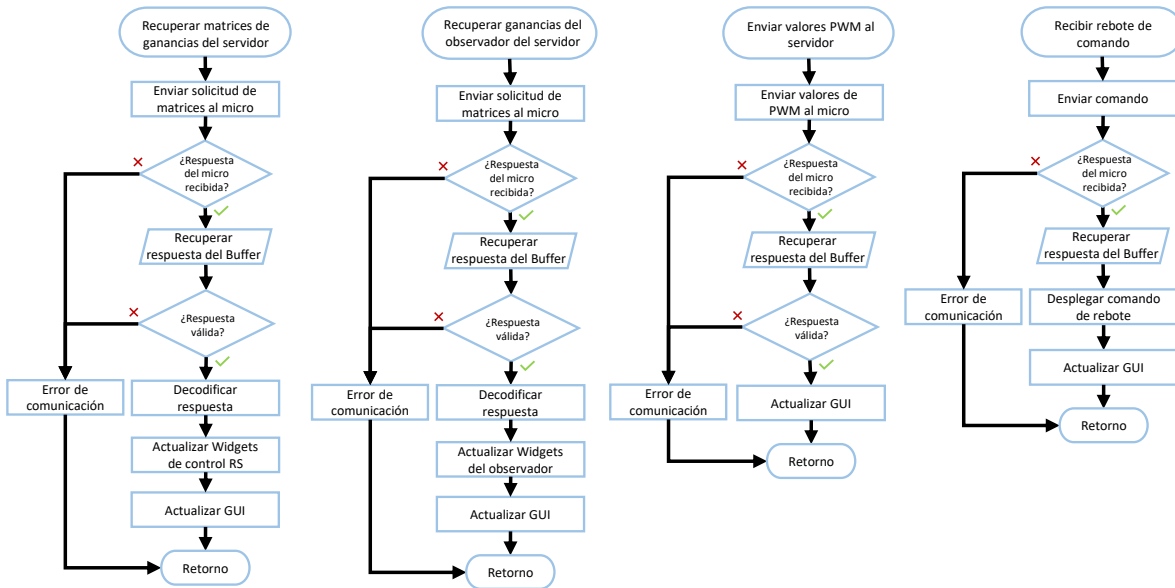 Recuperar matrices de
ganancias del servidor
Enviar solicitud de
matrices al micro
¿Respuesta
del micro
recibida?
Recuperar
respuesta del Buffer
¿Respuesta
válida?
Error de
comunicación
Decodificar
respuesta
Actualizar Widgets
de control RS
Actualizar GUI
Retorno
Recuperar ganancias del
observador del servidor
Enviar solicitud de
matrices al micro
¿Respuesta
del micro
recibida?
Recuperar
respuesta del Buffer
¿Respuesta
válida?
Error de
comunicación
Decodificar
respuesta
Actualizar Widgets
del observador
Actualizar GUI
Retorno
Enviar valores PWM al
servidor
Enviar valores de
PWM al micro
¿Respuesta
del micro
recibida?
Recuperar
respuesta del Buffer
¿Respuesta
válida?
Error de
comunicación
Actualizar GUI
Retorno
Recibir rebote de
comando
Enviar comando
¿Respuesta
del micro
recibida?
Recuperar
respuesta del Buffer
Error de
comunicación
Desplegar comando
de rebote
Actualizar GUI
Retorno